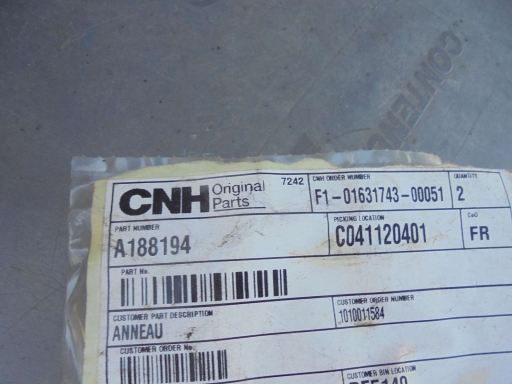 CONTENG
CNH Original Parts 7242
CNH ORDER NUMBER
F1-01631743-00051
QUANTITY
2
PART NUMBER
A188194
PICKING LOCATION
C041120401
CoO
FR
PART No.
CUSTOMER PART DESCRIPTION
ANNEAU
CUSTOMER ORDER NUMBER
1010011584
CUSTOMER ORDER No.
CUSTOMER BIN LOCATION